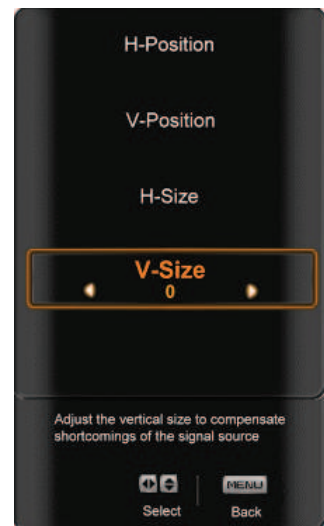 H-Position
V-Position
H-Size
V-Size
0
Adjust the vertical size to compensate
shortcomings of the signal source
MENU
Select
Back